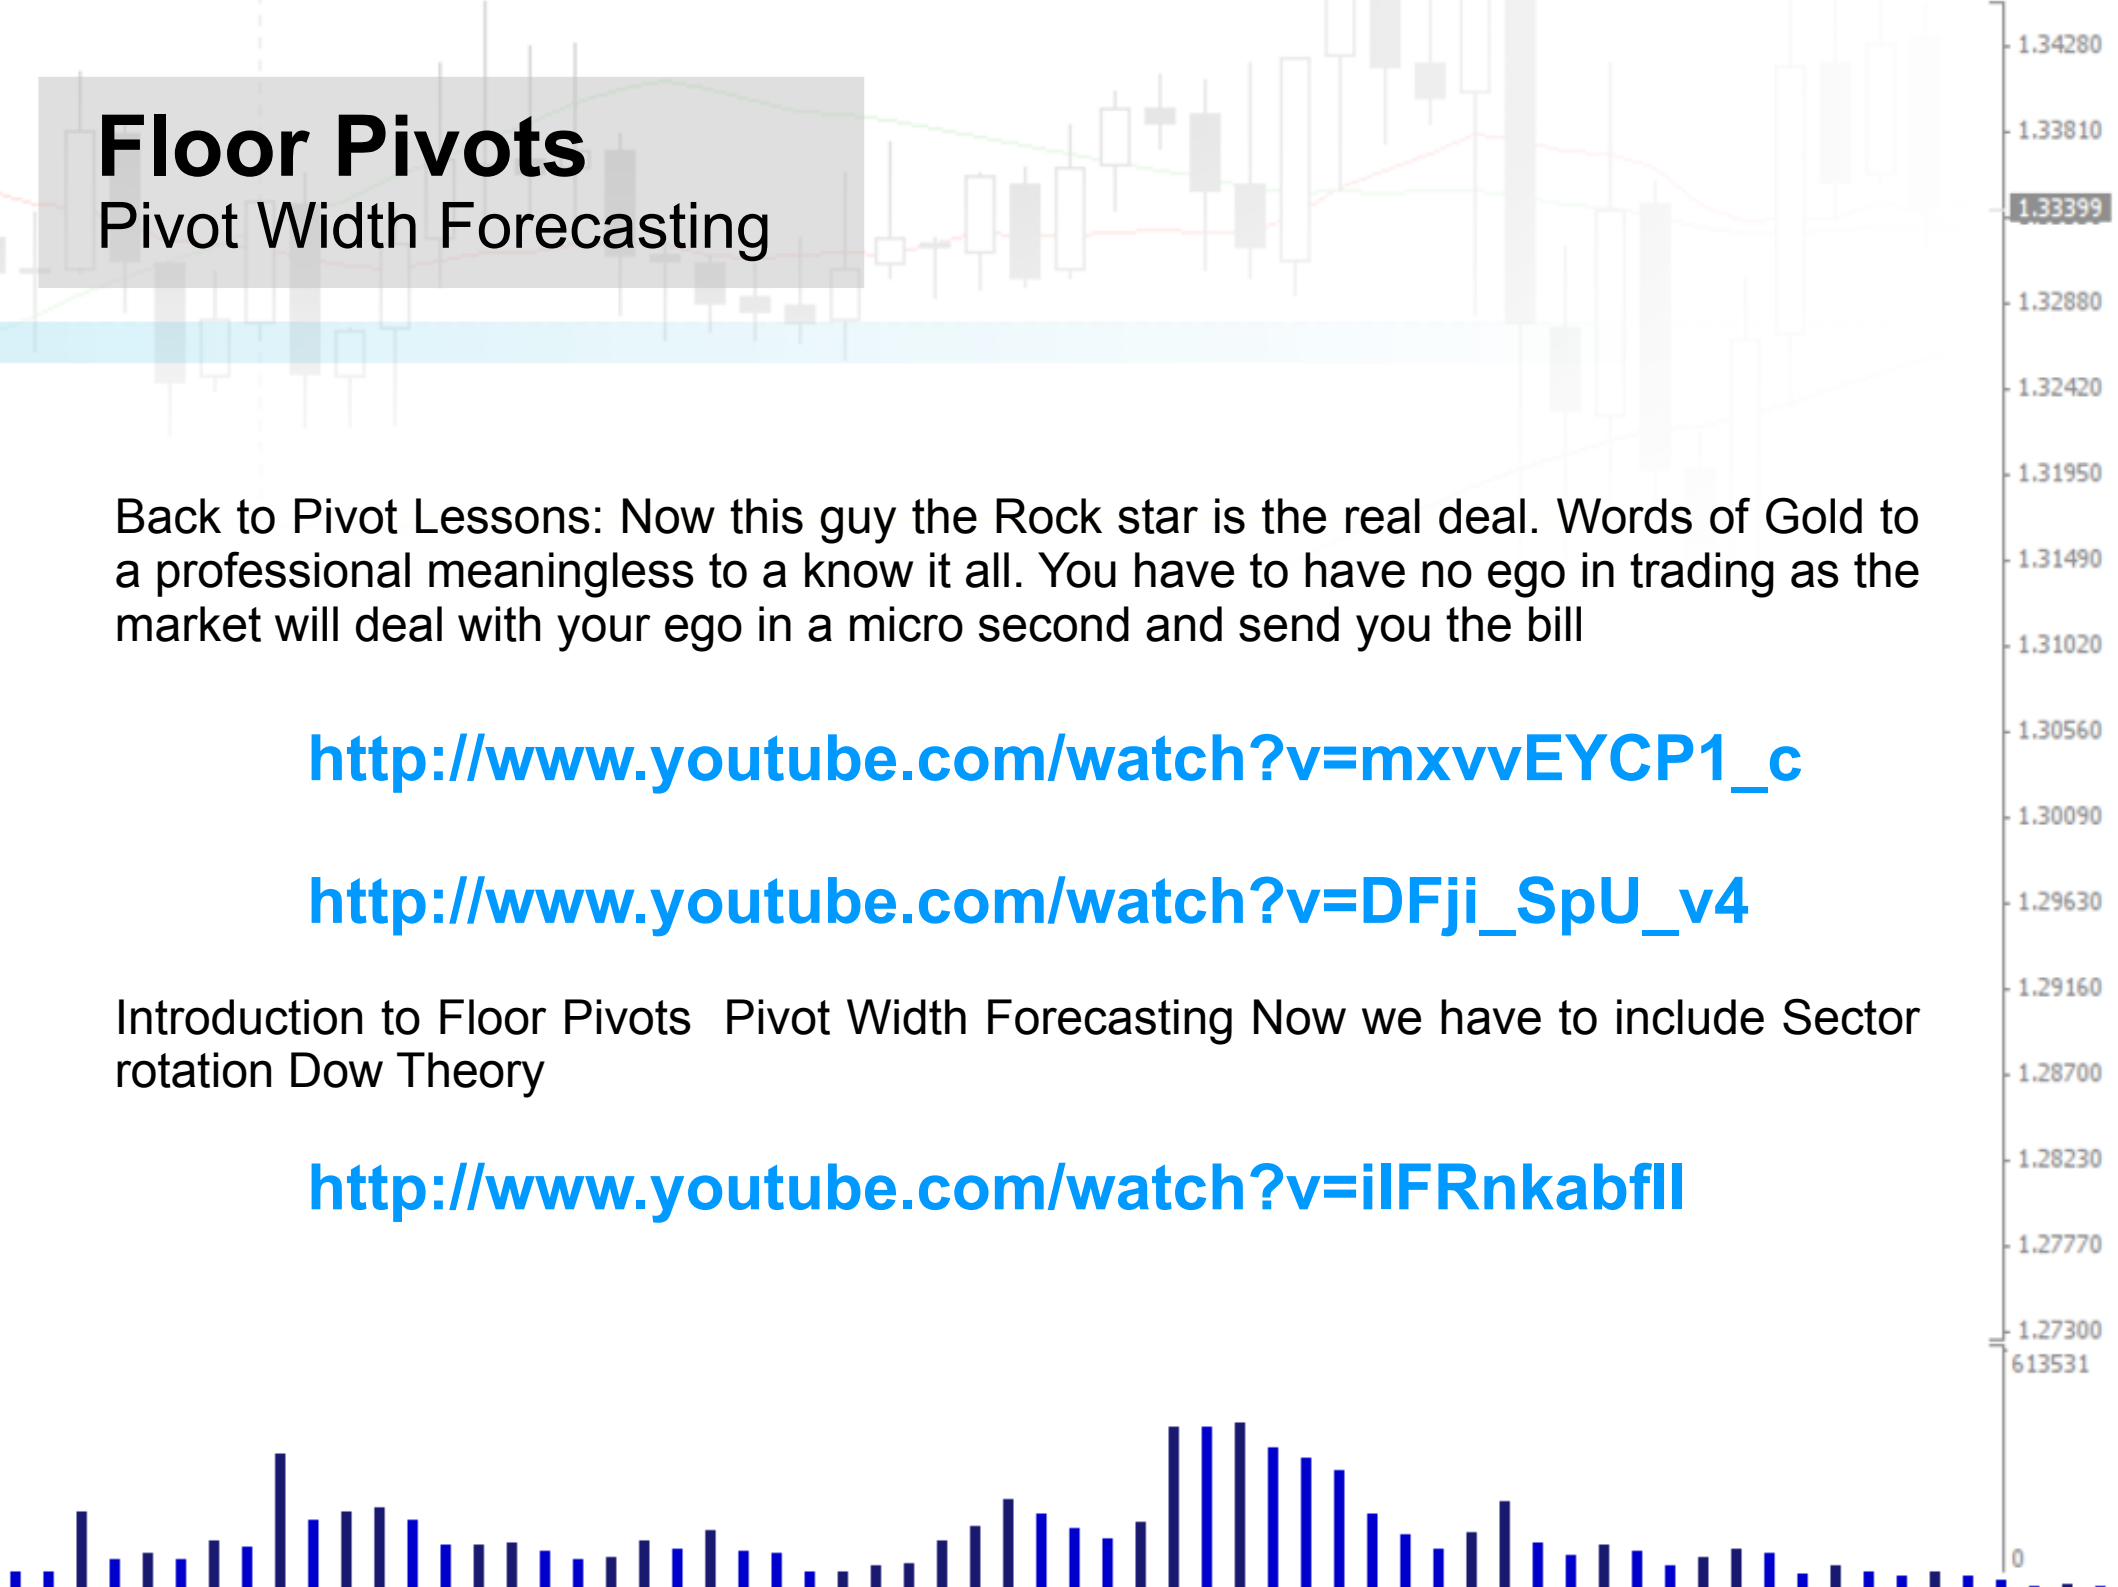 Floor Pivots
Pivot Width Forecasting
Back to Pivot Lessons: Now this guy the Rock star is the real deal. Words of Gold to
a professional meaningless to a know it all. You have to have no ego in trading as the
market will deal with your ego in a micro second and send you the bill
http://www.youtube.com/watch?v=mxvvEYCP1_c
http://www.youtube.com/watch?v=DFji_SpU_v4
Introduction to Floor Pivots  Pivot Width Forecasting Now we have to include Sector
rotation Dow Theory
http://www.youtube.com/watch?v=ilFRnkabfII
1.34280
1.33810
1.33399
1.32880
1.32420
1.31950
1.31490
1.31020
1.30560
1.30090
1.29630
1.29160
1.28700
1.28230
1.27770
1.27300
613531
0